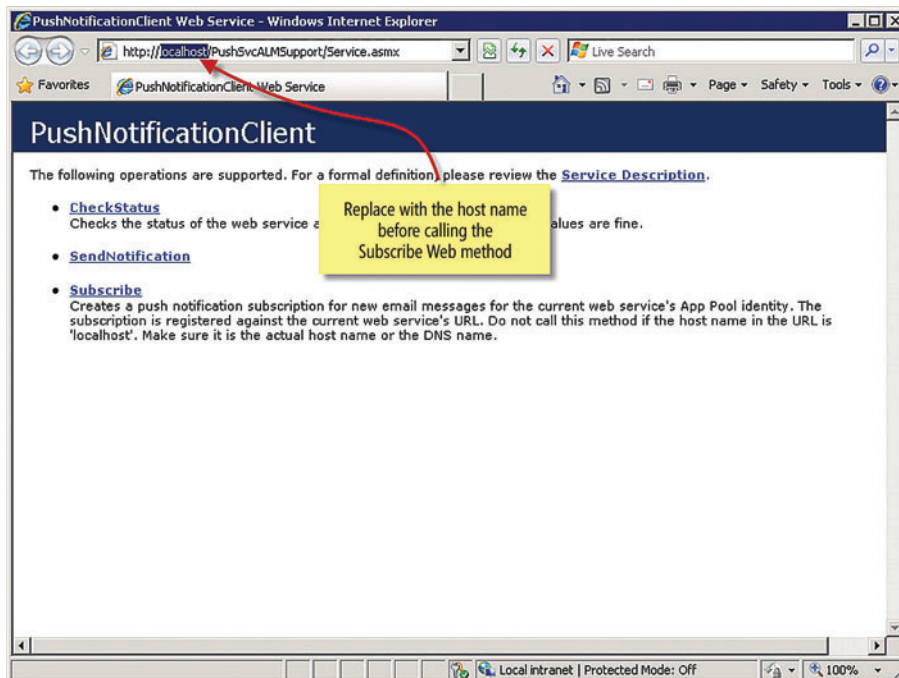 PushNotificationClient Web Service - Windows Internet Explorer
http://localhost/PushSvcALMSupport/Service.asmx
Live Search
Favorites
PushNotificationClient Web Service
Page
Safety
Tools
PushNotificationClient
The following operations are supported. For a formal definition, please review the Service Description.
CheckStatus
Checks the status of the web service a
alues are fine.
Replace with the host name
before calling the
Subscribe Web method
SendNotification
Subscribe
Creates a push notification subscription for new email messages for the current web service's App Pool identity. The
subscription is registered against the current web service's URL. Do not call this method if the host name in the URL is
'localhost'. Make sure it is the actual host name or the DNS name.
Local intranet | Protected Mode: Off
100%